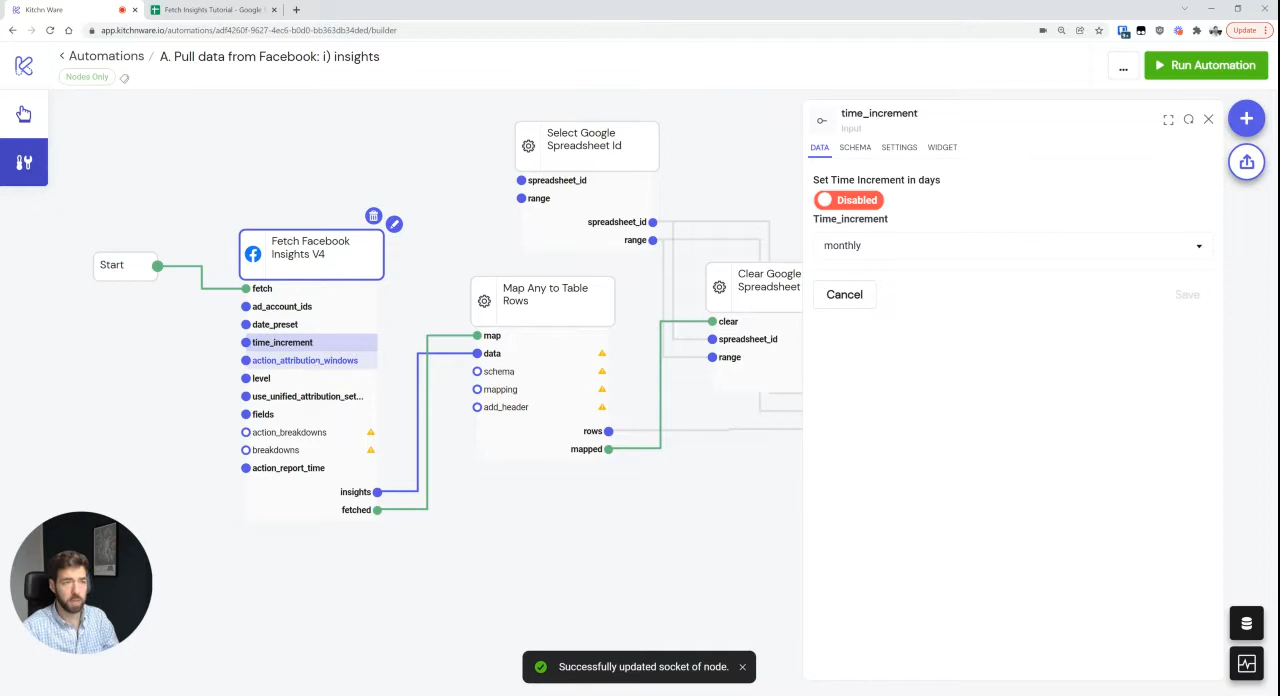 Kitchn Ware
Fetch Insights Tutorial - Google
app.kitchnware.io/automations/adf4260f-9627-4ec6-b0d0-bb363db34ded/builder
Update
Automations / A. Pull data from Facebook: i) insights
Nodes Only
...
Run Automation
Start
Fetch Facebook
Insights V4
fetch
ad_account_ids
date_preset
time_increment
action_attribution_windows
level
use_unified_attribution_set...
fields
action_breakdowns
breakdowns
action_report_time
insights
fetched
Select Google
Spreadsheet Id
spreadsheet_id
range
spreadsheet_id
range
Map Any to Table
Rows
map
data
schema
mapping
add_header
rows
mapped
Clear Google
Spreadsheet
clear
spreadsheet_id
range
time_increment
Input
DATA
SCHEMA
SETTINGS
WIDGET
Set Time Increment in days
Disabled
Time_increment
monthly
Cancel
Save
Successfully updated socket of node.